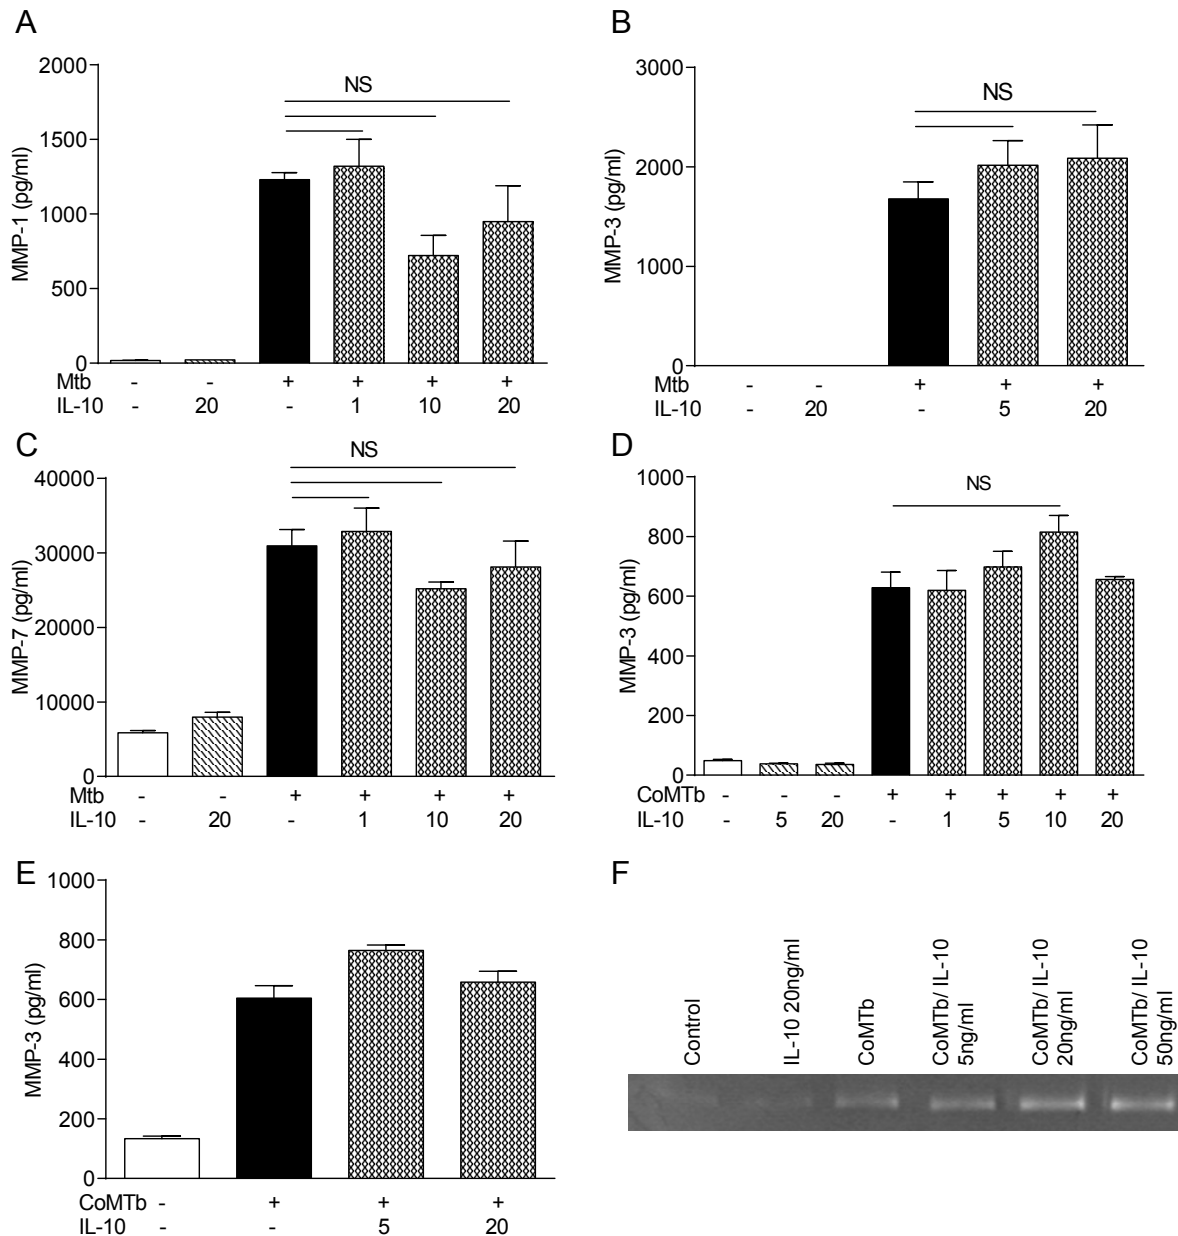 A
MMP-1 (pg/ml)
2000
1500
1000
500
0
NS
Mtb - - + + + +
IL-10 - 20 - 1 10 20
B
MMP-3 (pg/ml)
3000
2000
1000
0
NS
Mtb - - + + +
IL-10 - 20 - 5 20
C
MMP-7 (pg/ml)
40000
30000
20000
10000
0
NS
Mtb - - + + + +
IL-10 - 20 - 1 10 20
D
MMP-3 (pg/ml)
1000
800
600
400
200
0
NS
CoMTb - - - + + + + +
IL-10 - 5 20 - 1 5 10 20
E
MMP-3 (pg/ml)
1000
800
600
400
200
0
CoMTb - + + +
IL-10 - - 5 20
F
Control
IL-10 20ng/ml
CoMTb
CoMTb/ IL-10
5ng/ml
CoMTb/ IL-10
20ng/ml
CoMTb/ IL-10
50ng/ml